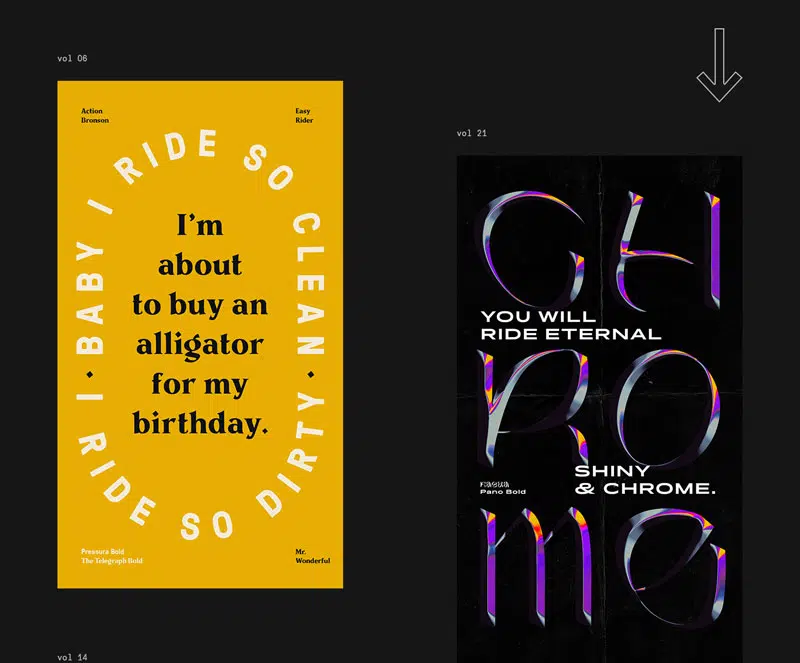 vol 06
Action
Bronson
Easy
Rider
BABY I RIDE SO CLEAN
I RIDE SO DIRTY
I'm
about
to buy an
alligator
for my
birthday.
Pressura Bold
The Telegraph Bold
Mr.
Wonderful
vol 21
CH
YOU WILL
RIDE ETERNAL
RO
SHINY
& CHROME.
Pano Bold
me
vol 14